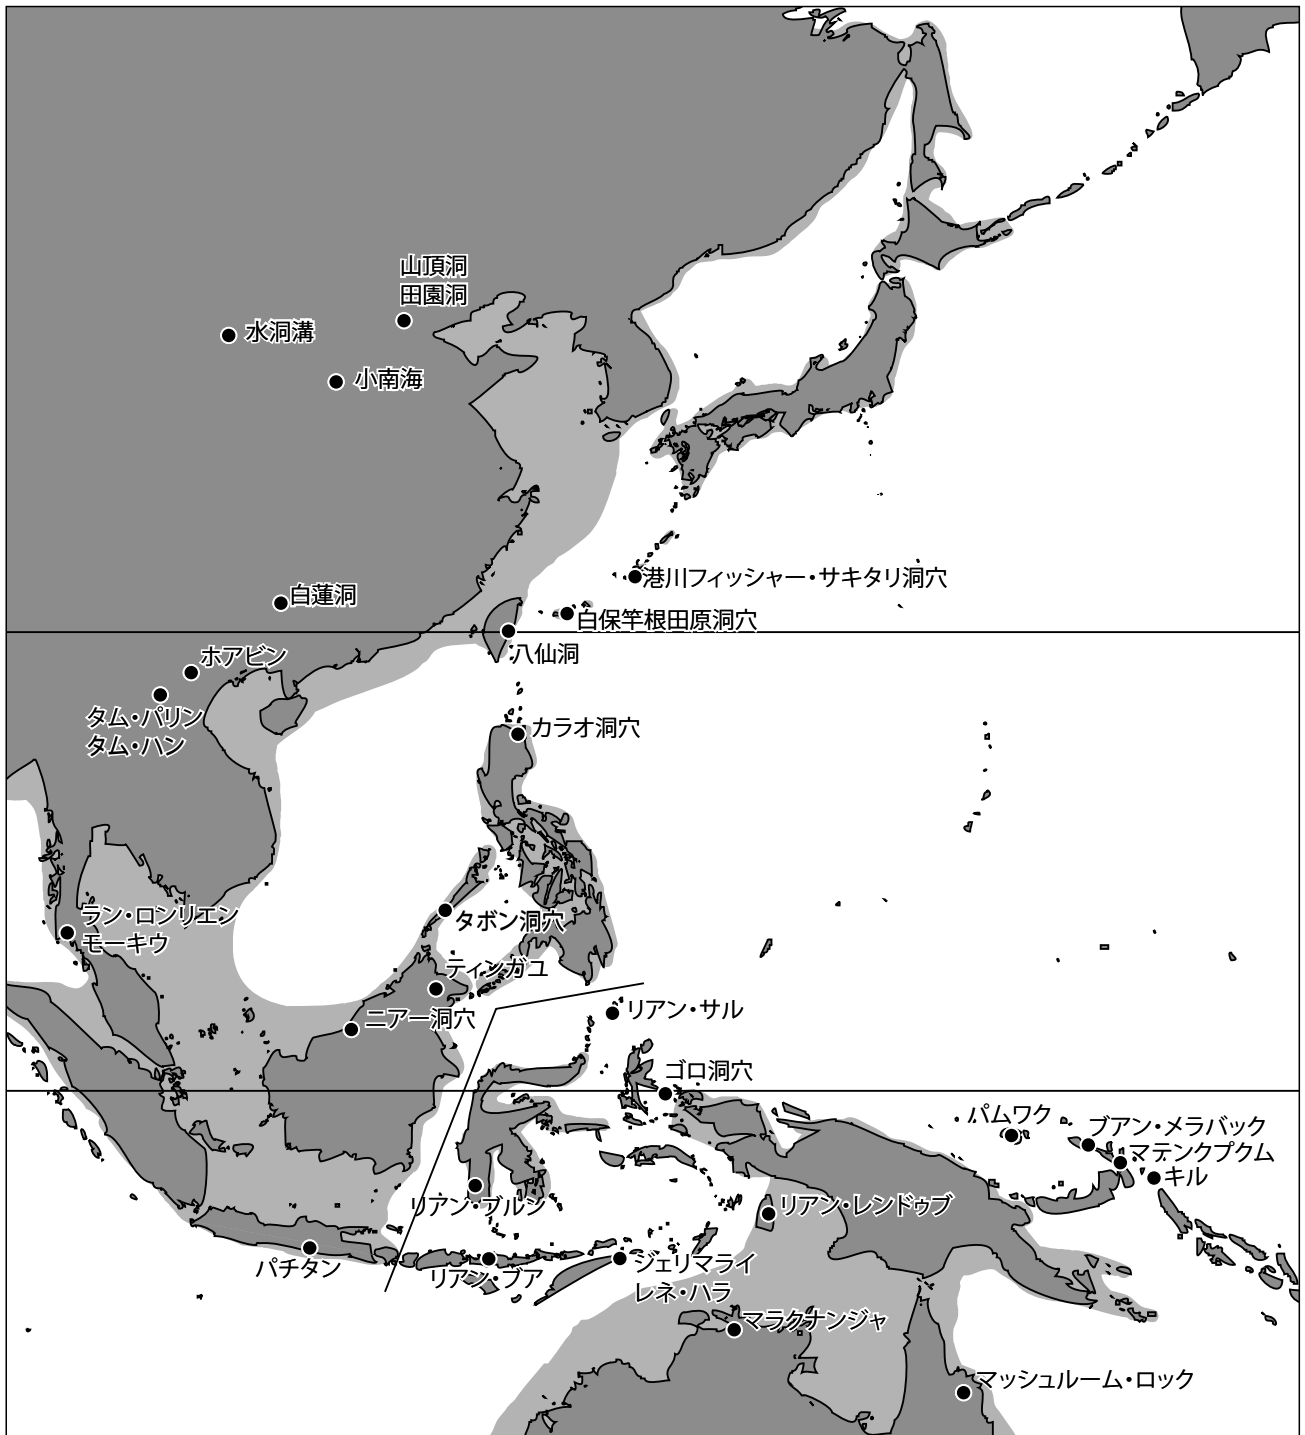 山頂洞
田園洞
水洞溝
小南海
港川フィッシャー・サキタリ洞穴
白蓮洞
白保竿根田原洞穴
八仙洞
ホアビン
タム・パリン
タム・ハン
カラオ洞穴
ラン・ロンリエン
モーキウ
タボン洞穴
ティンガユ
ニアー洞穴
リアン・サル
ゴロ洞穴
パムワク
ブアン・メラバック
マテンクプクム
キル
リアン・ブルン
リアン・レンドゥブ
パチタン
リアン・ブア
ジェリマライ
レネ・ハラ
マラクナンジャ
マッシュルーム・ロック